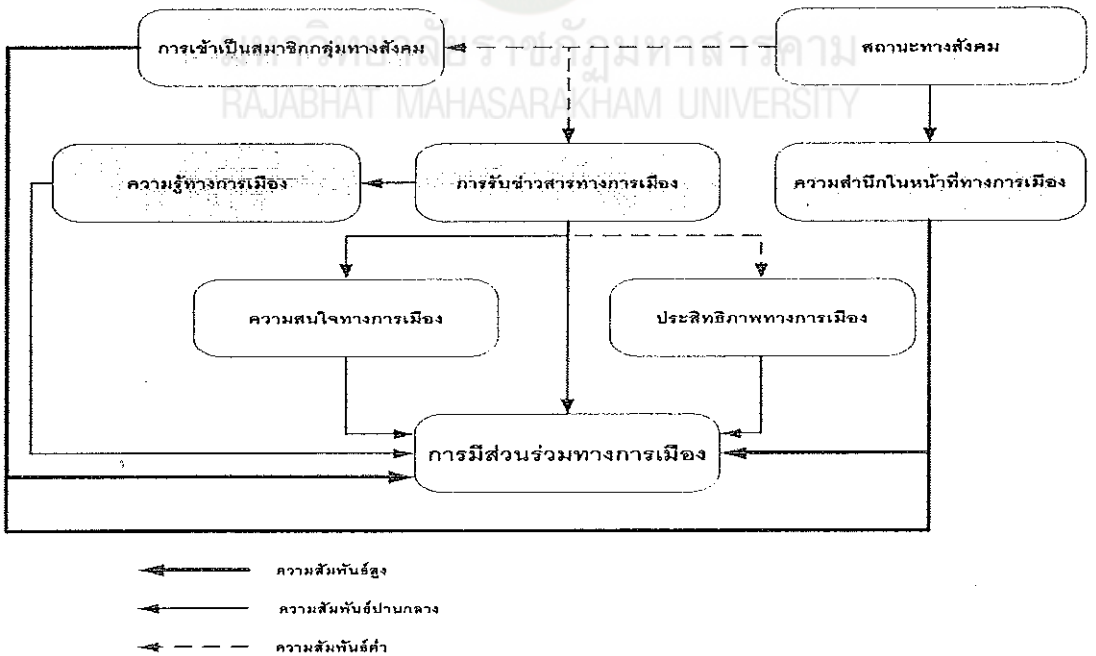 การเข้าเป็นสมาชิกกลุ่มทางสังคม
สถานะทางสังคม
มหาวิทยาลัยราชภัฏมหาสารคาม
RAJABHAT MAHASARAKHAM UNIVERSITY
ความรู้ทางการเมือง
การรับข่าวสารทางการเมือง
ความสำนึกในหน้าที่ทางการเมือง
ความสนใจทางการเมือง
ประสิทธิภาพทางการเมือง
การมีส่วนร่วมทางการเมือง
ความสัมพันธ์สูง
ความสัมพันธ์ปานกลาง
ความสัมพันธ์ต่ำ